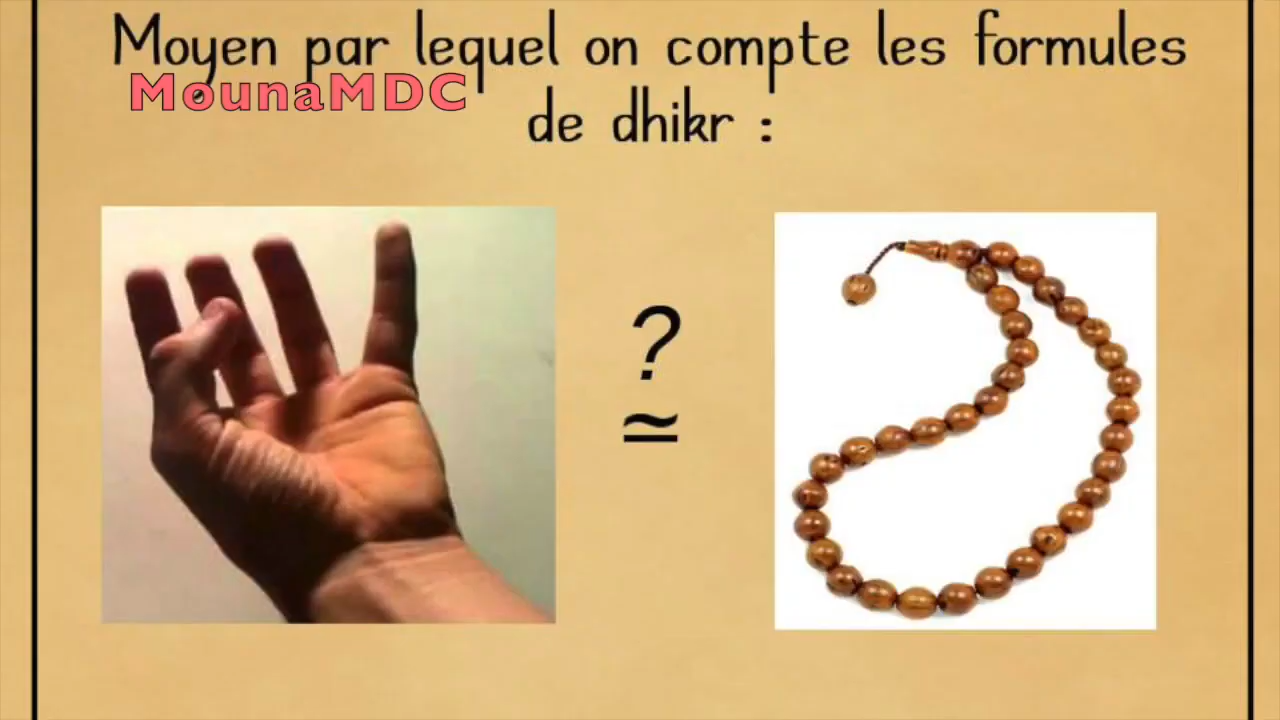 Moyen par lequel on compte les formules
MounaMDC
de dhikr :
?
≃